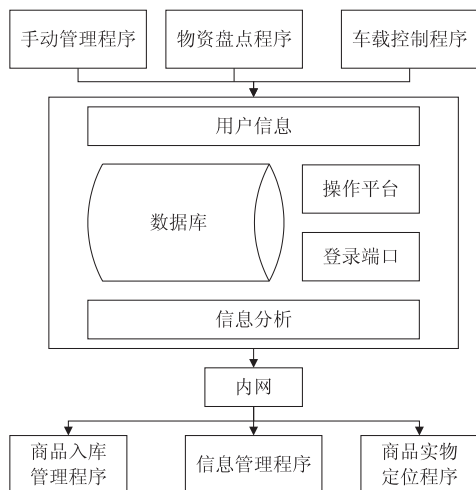 手动管理程序
物资盘点程序
车载控制程序
用户信息
数据库
操作平台
登录端口
信息分析
内网
商品入库
管理程序
信息管理程序
商品实物
定位程序